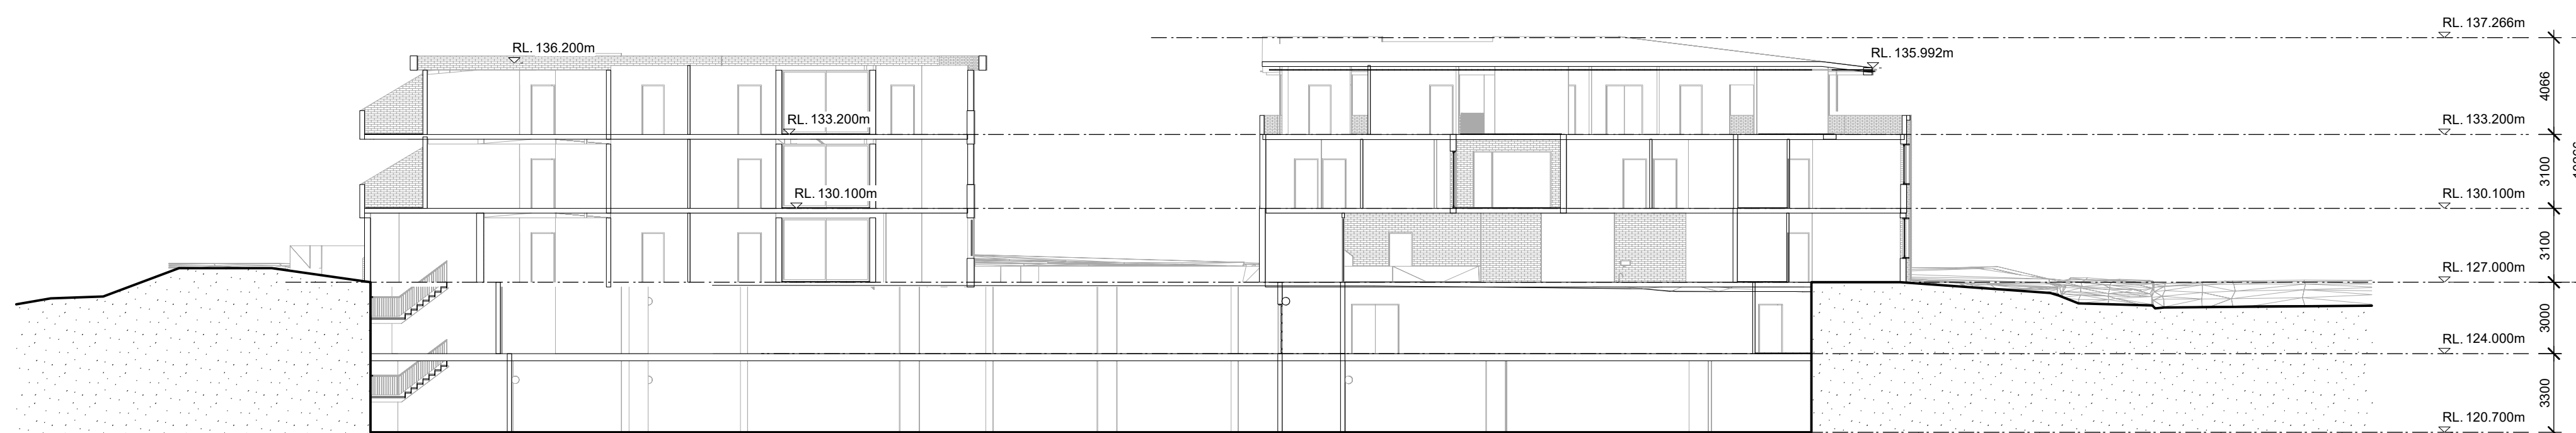 RL. 137.266m
RL. 136.200m
RL. 135.992m
4066
RL. 133.200m
RL. 133.200m
3100
RL. 130.100m
RL. 130.100m
3100
RL. 127.000m
3000
RL. 124.000m
3300
RL. 120.700m